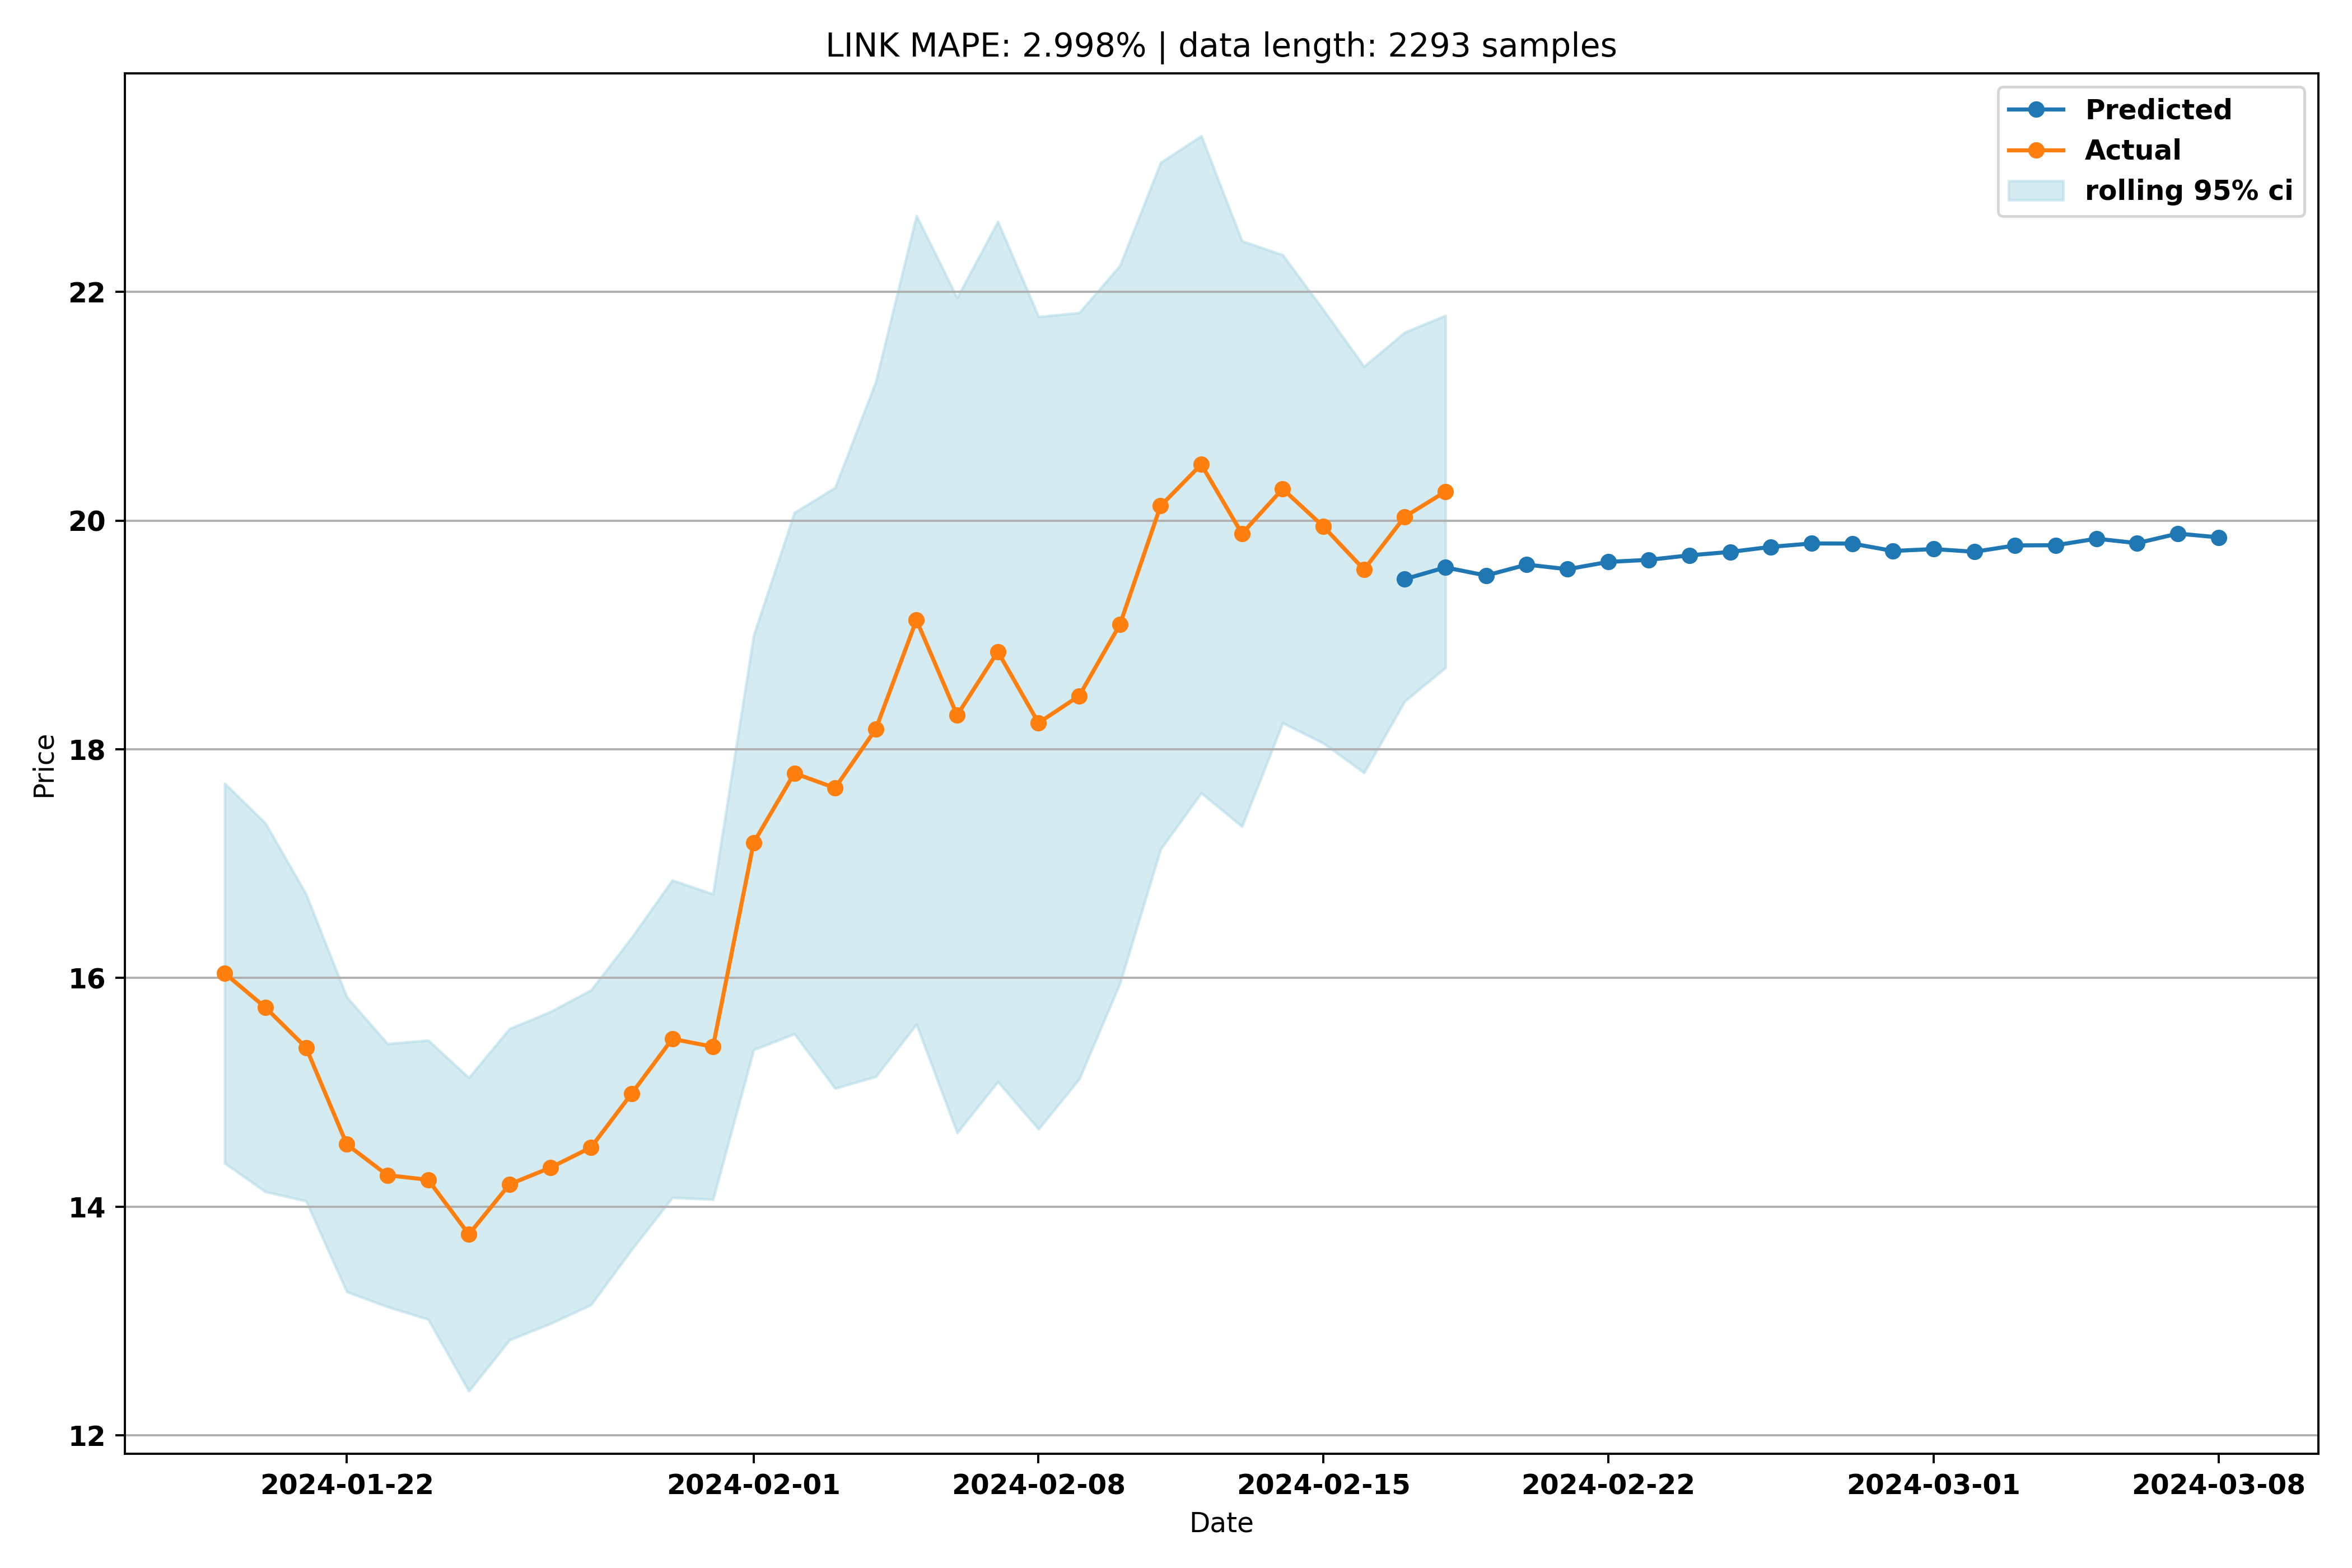 LINK MAPE: 2.998% | data length: 2293 samples
Predicted
Actual
rolling 95% ci
22
20
18
16
14
12
Price
2024-01-22
2024-02-01
2024-02-08
2024-02-15
2024-02-22
2024-03-01
2024-03-08
Date